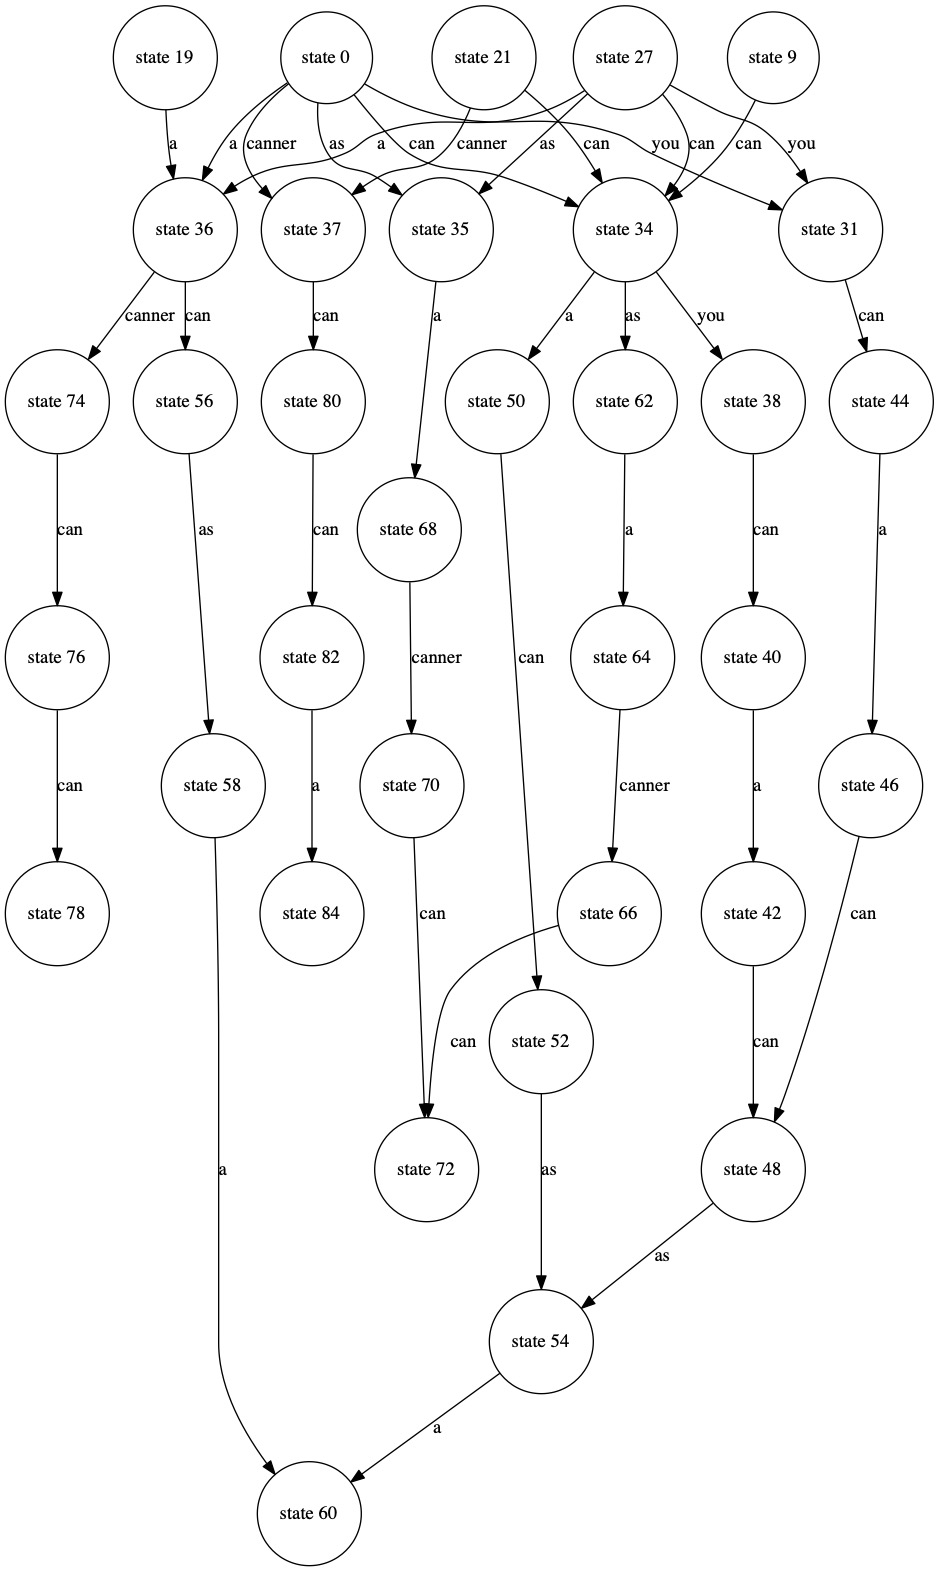 state 19
state 0
state 21
state 27
state 9
a
a
canner
as
can
a
canner
as
can
can
you
can
you
state 36
state 37
state 35
state 34
state 31
canner
can
can
a
a
as
you
can
state 74
state 56
state 80
state 50
state 62
state 38
state 44
can
as
can
state 68
a
can
a
state 76
state 82
canner
can
state 64
state 40
can
state 58
a
state 70
canner
a
state 46
state 78
state 84
can
state 66
state 42
can
can
state 52
can
a
state 72
as
state 48
as
state 54
a
state 60